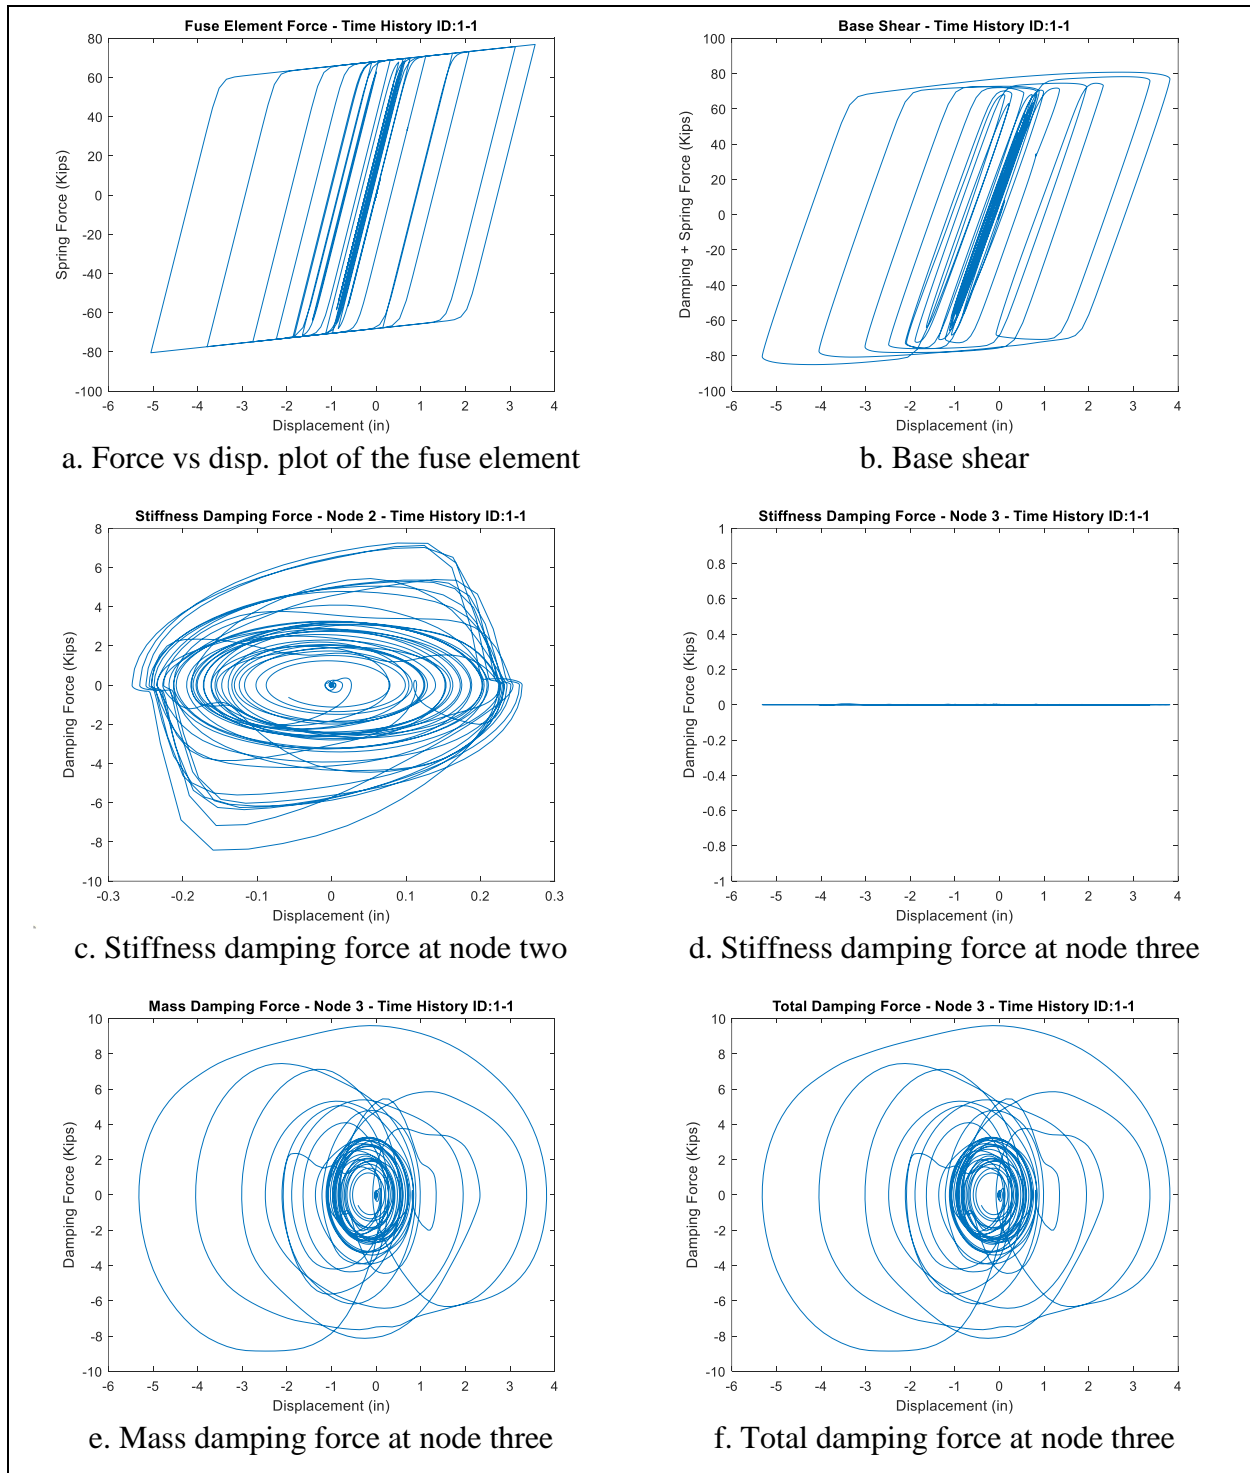 Fuse Element Force - Time History ID:1-1
80
60
40
20
0
-20
-40
-60
-80
-100
Spring Force (Kips)
-6 -5 -4 -3 -2 -1 0 1 2 3 4
Displacement (in)
a. Force vs disp. plot of the fuse element
Base Shear - Time History ID:1-1
100
80
60
40
20
0
-20
-40
-60
-80
-100
Damping + Spring Force (Kips)
-6 -5 -4 -3 -2 -1 0 1 2 3 4
Displacement (in)
b. Base shear
Stiffness Damping Force - Node 2 - Time History ID:1-1
8
6
4
2
0
-2
-4
-6
-8
-10
Damping Force (Kips)
-0.3 -0.2 -0.1 0 0.1 0.2 0.3
Displacement (in)
c. Stiffness damping force at node two
Stiffness Damping Force - Node 3 - Time History ID:1-1
1
0.8
0.6
0.4
0.2
0
-0.2
-0.4
-0.6
-0.8
-1
Damping Force (Kips)
-6 -5 -4 -3 -2 -1 0 1 2 3 4
Displacement (in)
d. Stiffness damping force at node three
Mass Damping Force - Node 3 - Time History ID:1-1
10
8
6
4
2
0
-2
-4
-6
-8
-10
Damping Force (Kips)
-6 -5 -4 -3 -2 -1 0 1 2 3 4
Displacement (in)
e. Mass damping force at node three
Total Damping Force - Node 3 - Time History ID:1-1
10
8
6
4
2
0
-2
-4
-6
-8
-10
Damping Force (Kips)
-6 -5 -4 -3 -2 -1 0 1 2 3 4
Displacement (in)
f. Total damping force at node three